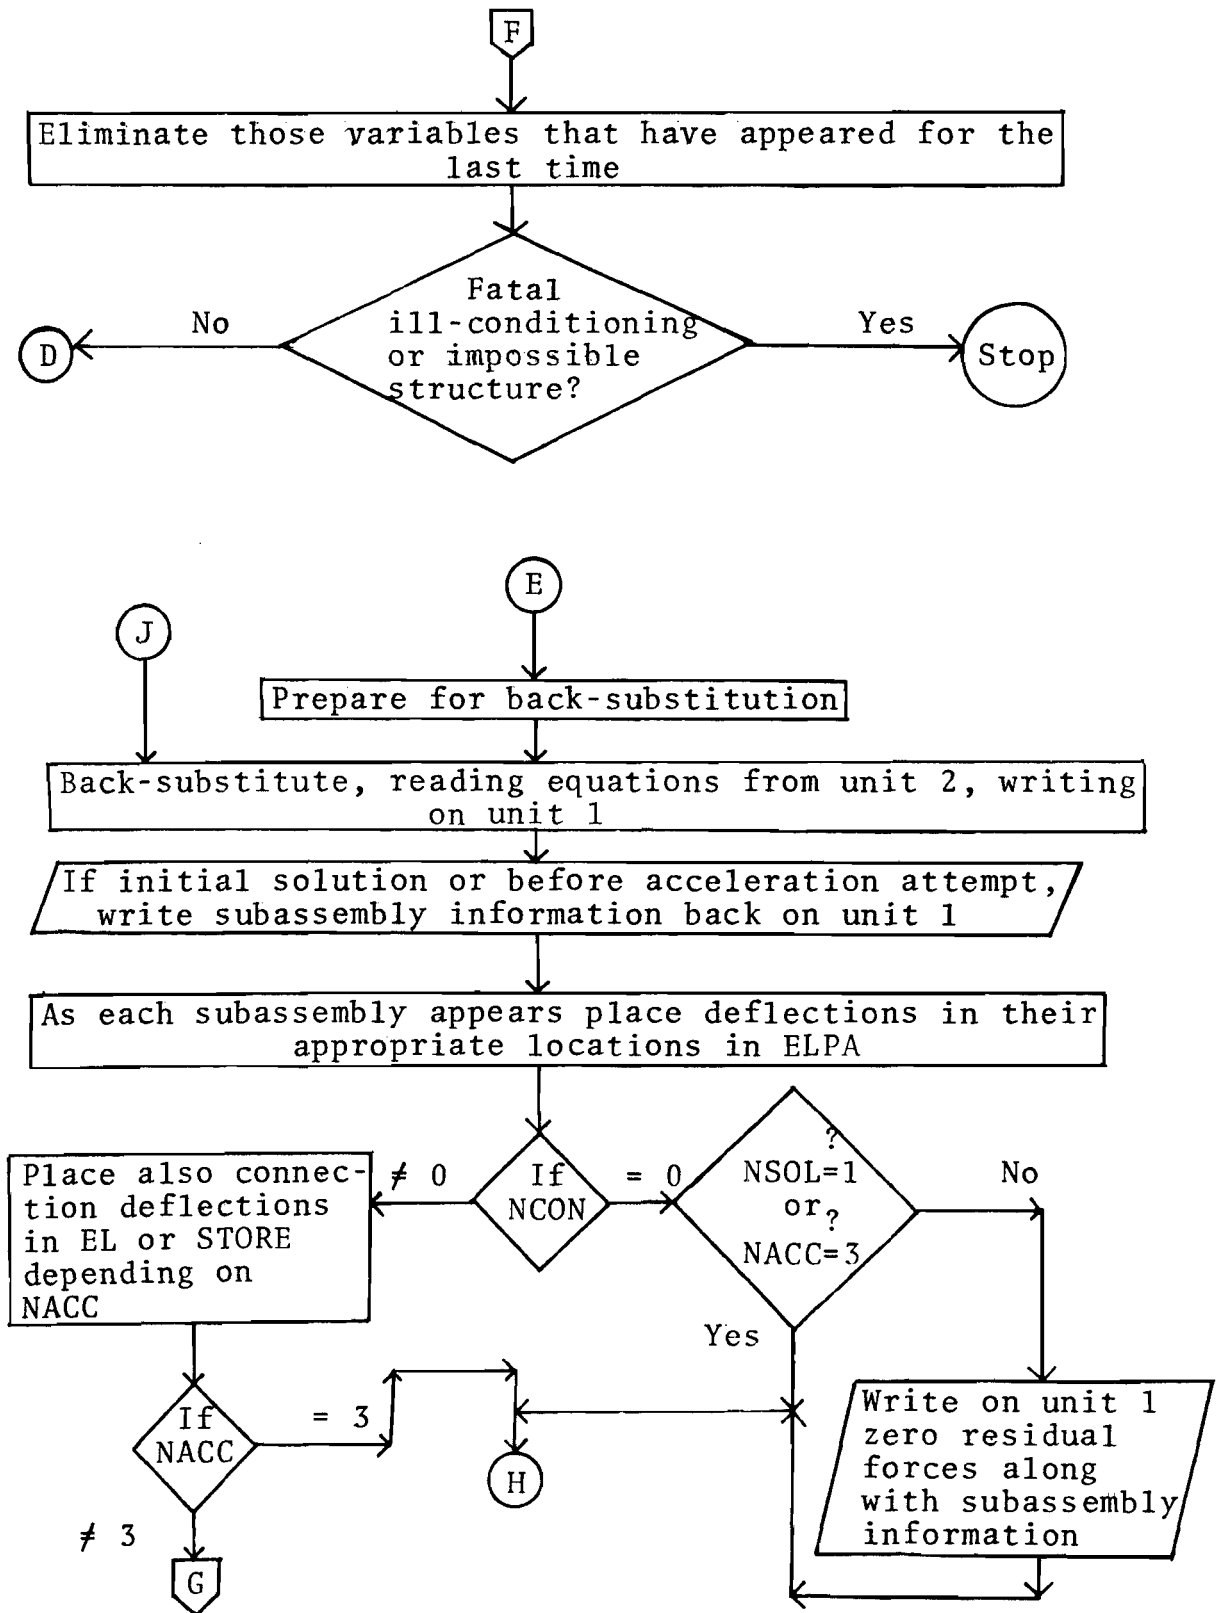 F
Eliminate those variables that have appeared for the
last time
Fatal
ill-conditioning
or impossible
structure?
No
Yes
D
Stop
E
J
Prepare for back-substitution
Back-substitute, reading equations from unit 2, writing
on unit 1
If initial solution or before acceleration attempt,
write subassembly information back on unit 1
As each subassembly appears place deflections in their
appropriate locations in ELPA
Place also connec-
tion deflections
in EL or STORE
depending on
NACC
≠ 0
If
NCON
= 0
?
NSOL=1
or ?
NACC=3
No
Yes
If
NACC
= 3
≠ 3
H
G
Write on unit 1
zero residual
forces along
with subassembly
information